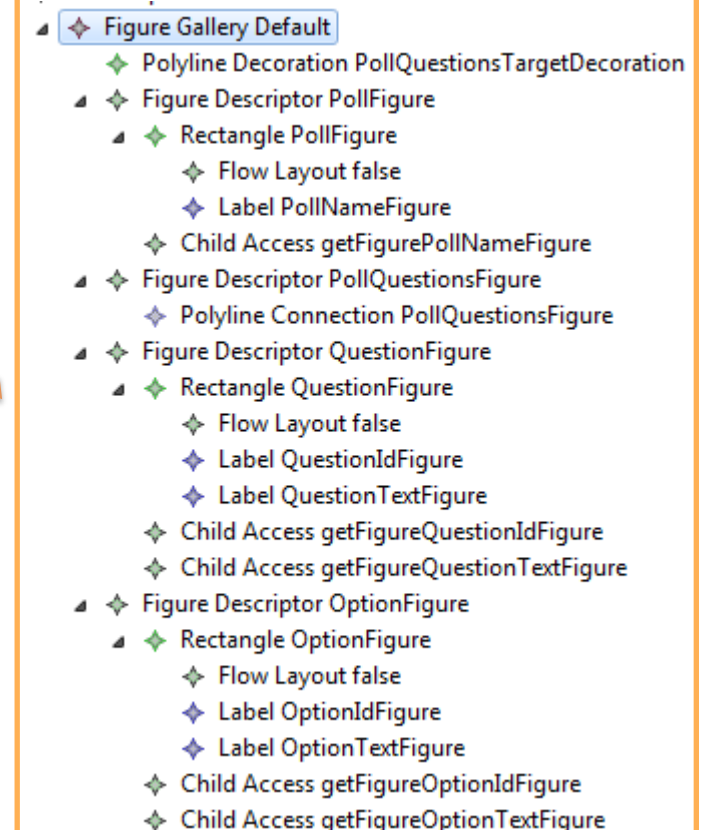 Figure Gallery Default
Polyline Decoration PollQuestionsTargetDecoration
Figure Descriptor PollFigure
Rectangle PollFigure
Flow Layout false
Label PollNameFigure
Child Access getFigurePollNameFigure
Figure Descriptor PollQuestionsFigure
Polyline Connection PollQuestionsFigure
Figure Descriptor QuestionFigure
Rectangle QuestionFigure
Flow Layout false
Label QuestionIdFigure
Label QuestionTextFigure
Child Access getFigureQuestionIdFigure
Child Access getFigureQuestionTextFigure
Figure Descriptor OptionFigure
Rectangle OptionFigure
Flow Layout false
Label OptionIdFigure
Label OptionTextFigure
Child Access getFigureOptionIdFigure
Child Access getFigureOptionTextFigure